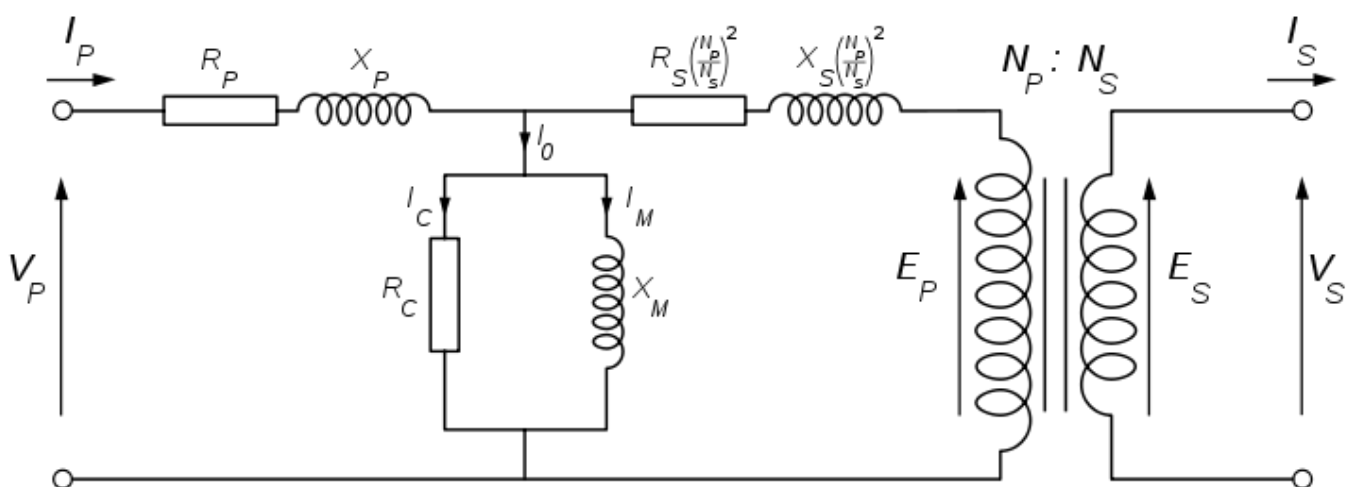 I_P
R_P
X_P
R_S(N_P/N_S)^2
X_S(N_P/N_S)^2
N_P : N_S
I_S
I_0
I_C
I_M
V_P
R_C
X_M
E_P
E_S
V_S